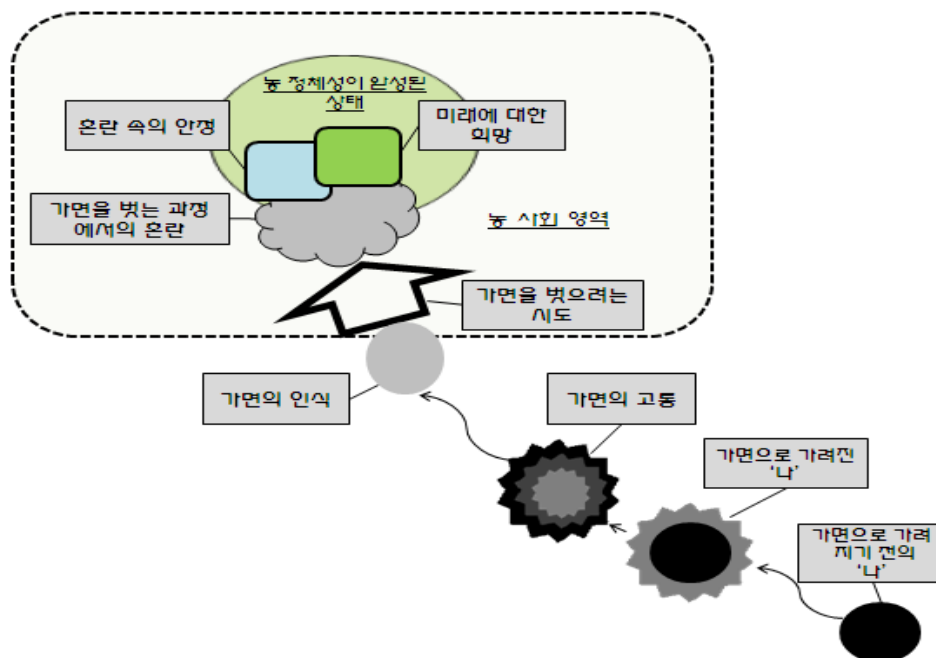 농 정체성이 완성된
상태
혼란 속의 안정
미래에 대한
희망
가면을 벗는 과정
에서의 혼란
농 사회 영역
가면을 벗으려는
시도
가면의 인식
가면의 고통
가면으로 가려진
‘나’
가면으로 가려
지기 전의
‘나’